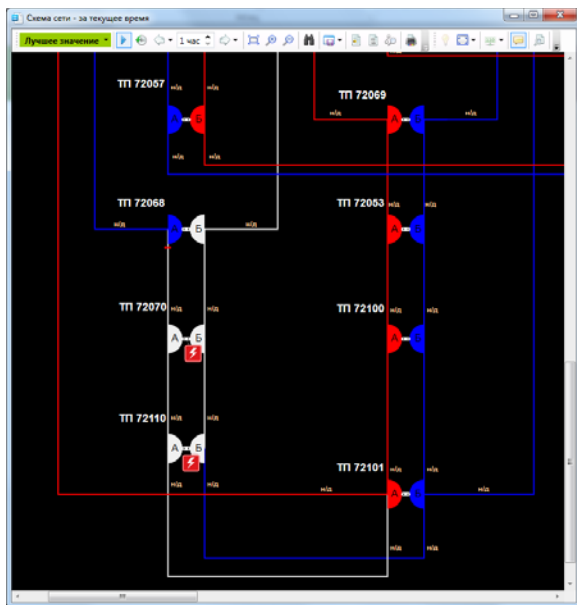 Схема сети - за текущее время
Лучшее значение 1 час
ТП 72057 н/д н/д
ТП 72069
А Б А Б
н/д н/д
н/д н/д
ТП 72068
ТП 72053 н/д н/д
н/д н/д
А Б А Б
ТП 72070 н/д н/д
ТП 72100 н/д н/д
А Б А Б
ТП 72110 н/д н/д
А Б
ТП 72101 н/д н/д
н/д н/д н/д
А Б
н/д н/д